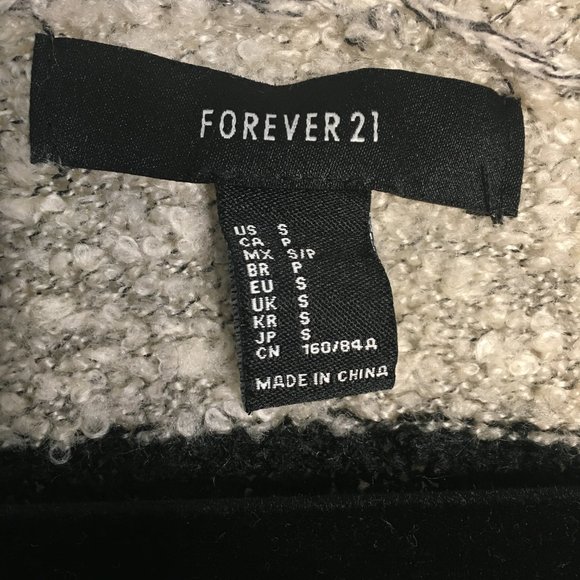 FOREVER 21
US S
CA P
MX S/P
BR P
EU S
UK S
KR S
JP S
CN 160/84A
MADE IN CHINA